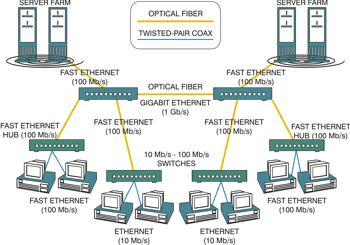 SERVER FARM
OPTICAL FIBER
TWISTED-PAIR COAX
SERVER FARM
FAST ETHERNET
(100 Mb/s)
OPTICAL FIBER
FAST ETHERNET
(100 Mb/s)
GIGABIT ETHERNET
(1 Gb/s)
FAST ETHERNET
HUB (100 Mb/s)
FAST ETHERNET
(100 Mb/s)
FAST ETHERNET
(100 Mb/s)
FAST ETHERNET
HUB (100 Mb/s)
10 Mb/s - 100 Mb/s
SWITCHES
FAST ETHERNET
(100 Mb/s)
ETHERNET
(10 Mb/s)
ETHERNET
(10 Mb/s)
FAST ETHERNET
(100 Mb/s)